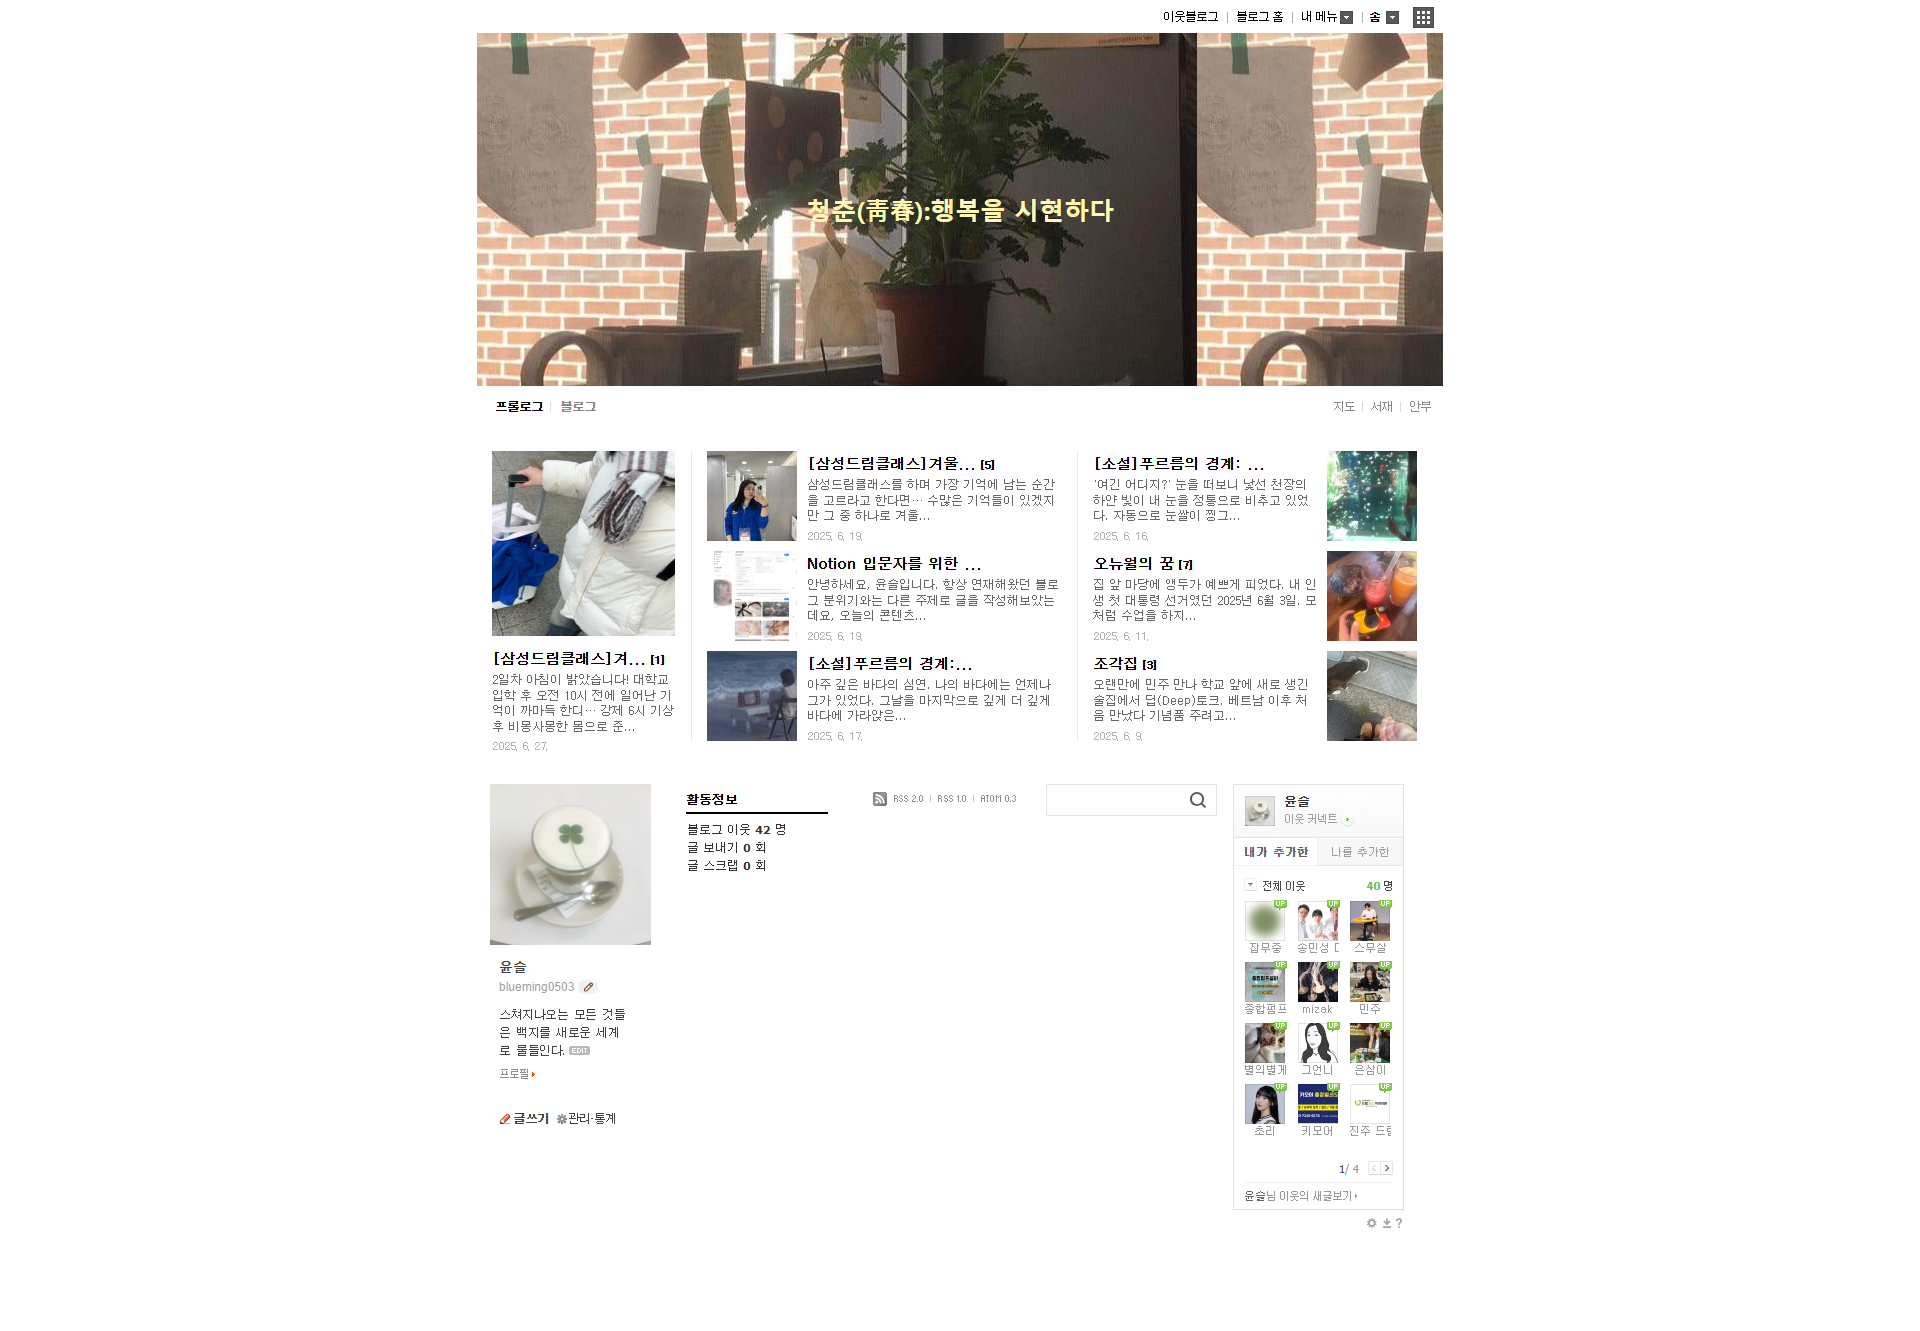 이웃블로그 | 블로그 홈 | 내 메뉴 | 솜
청춘(靑春):행복을 시현하다
프롤로그 | 블로그
지도 | 서재 | 안부
[삼성드림클래스]겨... [1]
2일차 아침이 밝았습니다! 대학교
입학 후 오전 10시 전에 일어난 기
억이 까마득 한디… 강제 6시 기상
후 비몽사몽한 몸으로 준...
2025. 6. 27.
[삼성드림클래스]겨울... [5]
삼성드림클래스를 하며 가장 기억에 남는 순간
을 고르라고 한다면… 수많은 기억들이 있겠지
만 그 중 하나로 겨울...
2025. 6. 19.
Notion 입문자를 위한 ...
안녕하세요, 윤슬입니다. 항상 연재해왔던 블로
그 분위기와는 다른 주제로 글을 작성해보았는
데요, 오늘의 콘텐츠...
2025. 6. 19.
[소설]푸르름의 경계:...
아주 깊은 바다의 심연. 나의 바다에는 언제나
그가 있었다. 그날을 마지막으로 깊게 더 깊게
바다에 가라앉은...
2025. 6. 17.
[소설]푸르름의 경계: ...
'여긴 어디지?' 눈을 떠보니 낯선 천장의
하얀 빛이 내 눈을 정통으로 비추고 있었
다. 자동으로 눈쌀이 찡그...
2025. 6. 16.
오뉴월의 꿈 [7]
집 앞 마당에 앵두가 예쁘게 피었다. 내 인
생 첫 대통령 선거였던 2025년 6월 3일. 모
처럼 수업을 하지...
2025. 6. 11.
조각집 [3]
오랜만에 민주 만나 학교 앞에 새로 생긴
술집에서 딥(Deep)토크. 베트남 이후 처
음 만났다 기념품 주려고...
2025. 6. 9.
윤슬
blueming0503
스쳐지나오는 모든 것들
은 백지를 새로운 세계
로 물들인다. EDIT
프로필
글쓰기 관리·통계
활동정보
블로그 이웃 42 명
글 보내기 0 회
글 스크랩 0 회
RSS 2.0 | RSS 1.0 | ATOM 0.3
윤슬
이웃 커넥트
내가 추가한 나를 추가한
전체 이웃 40 명
UP UP UP
잡무중 송민성 스무살
UP UP UP
종합펌프 mizak 민주
UP UP UP
별의별게 그언니 은삼이
UP UP UP
초리 키모어 진주 드림
1/ 4
윤슬님 이웃의 새글보기
?